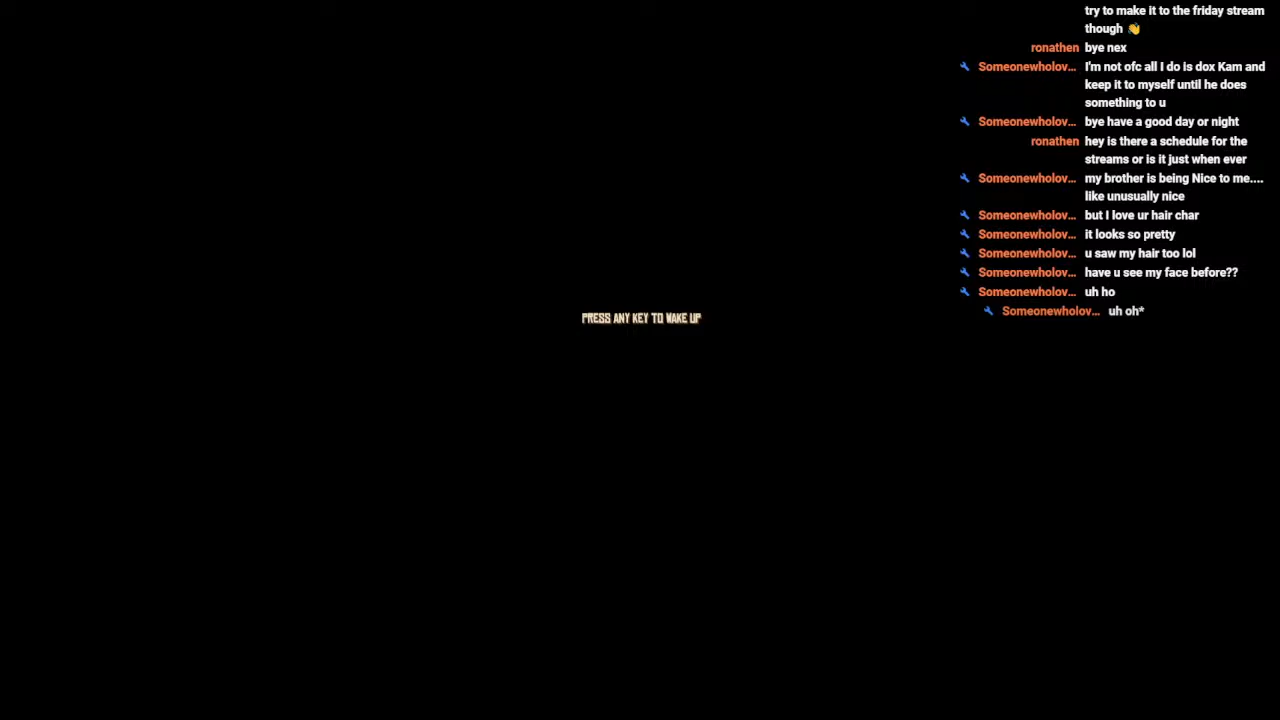 try to make it to the friday stream
though 👏
ronathen bye nex
Someonewholov... I'm not ofc all I do is dox Kam and
keep it to myself until he does
something to u
Someonewholov... bye have a good day or night
ronathen hey is there a schedule for the
streams or is it just when ever
Someonewholov... my brother is being Nice to me....
like unusually nice
Someonewholov... but I love ur hair char
Someonewholov... it looks so pretty
Someonewholov... u saw my hair too lol
Someonewholov... have u see my face before??
Someonewholov... uh ho
Someonewholov... uh oh*
PRESS ANY KEY TO WAKE UP